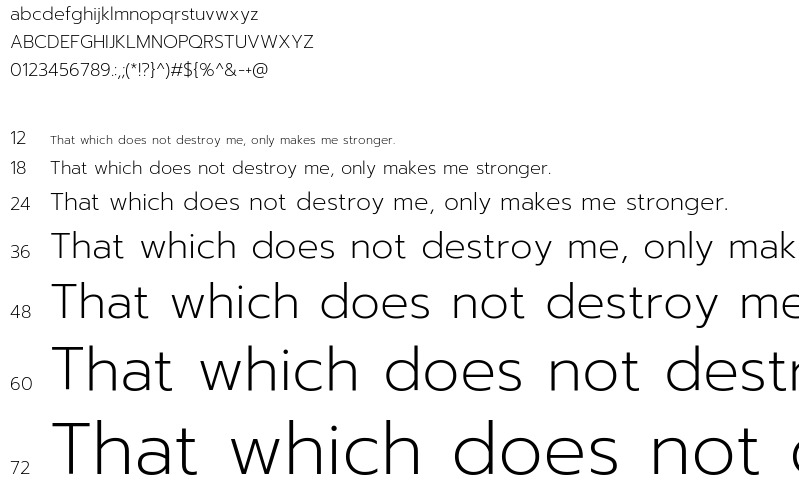 abcdefghijklmnopqrstuvwxyz
ABCDEFGHIJKLMNOPQRSTUVWXYZ
0123456789.:,;(*!?}^)#${%^&-+@
12 That which does not destroy me, only makes me stronger.
18 That which does not destroy me, only makes me stronger.
24 That which does not destroy me, only makes me stronger.
36 That which does not destroy me, only mak
48 That which does not destroy me
60 That which does not destr
72 That which does not